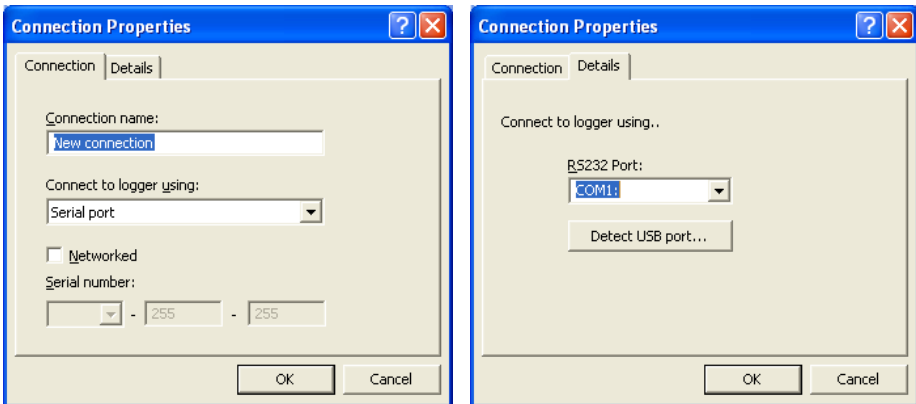 Connection Properties
Connection Details
Connection name:
New connection
Connect to logger using:
Serial port
Networked
Serial number:
- 255 - 255
OK Cancel
Connection Properties
Connection Details
Connect to logger using..
RS232 Port:
COM1:
Detect USB port...
OK Cancel